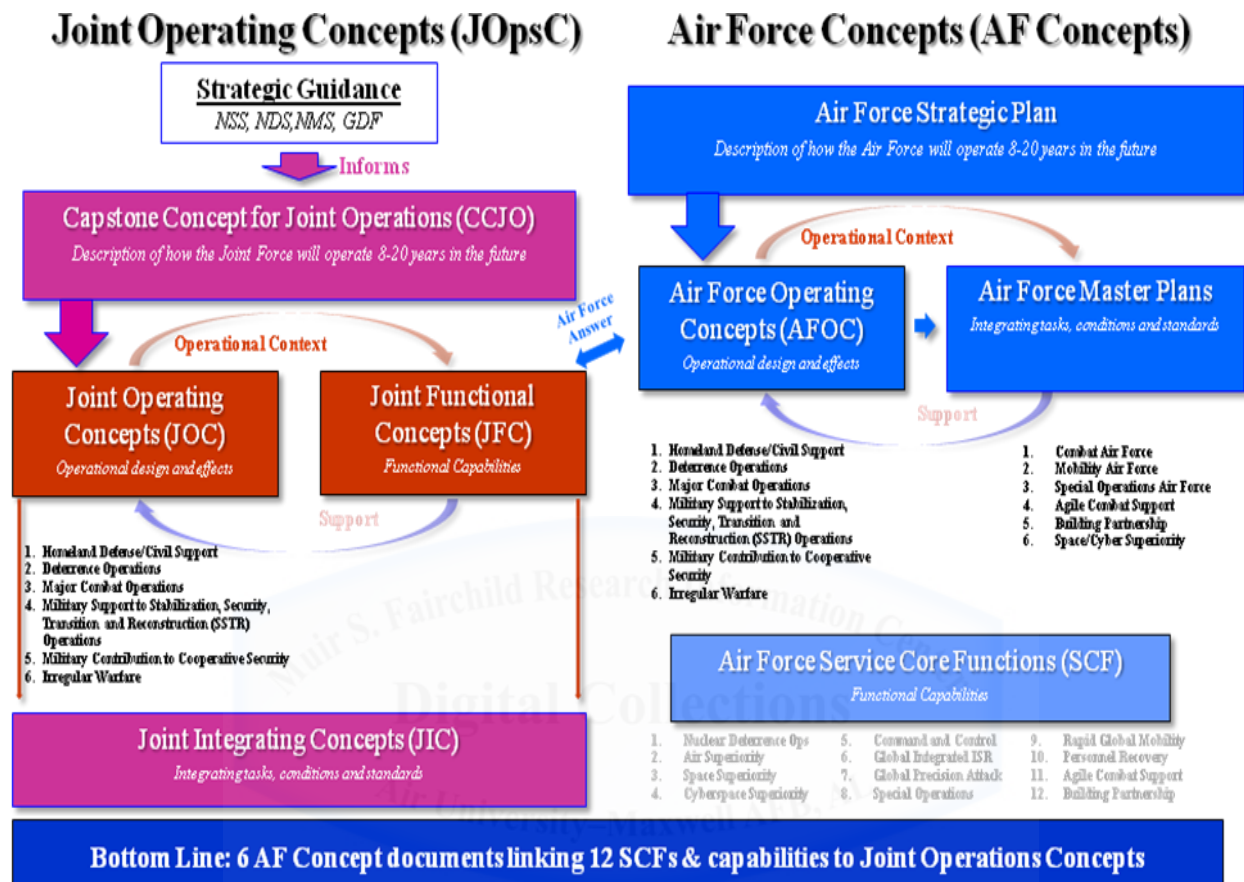 Joint Operating Concepts (JOpsC)
Strategic Guidance
NSS, NDS,NMS, GDF
Informs
Capstone Concept for Joint Operations (CCJO)
Description of how the Joint Force will operate 8-20 years in the future
Operational Context
Joint Operating
Concepts (JOC)
Operational design and effects
Joint Functional
Concepts (JFC)
Functional Capabilities
Support
1. Homeland Defense/Civil Support
2. Deterrence Operations
3. Major Combat Operations
4. Military Support to Stabilization, Security,
Transition and Reconstruction (SSTR)
Operations
5. Military Contribution to Cooperative Security
6. Irregular Warfare
Joint Integrating Concepts (JIC)
Integrating tasks, conditions and standards
Air Force
Answer
Air Force Concepts (AF Concepts)
Air Force Strategic Plan
Description of how the Air Force will operate 8-20 years in the future
Operational Context
Air Force Operating
Concepts (AFOC)
Operational design and effects
Air Force Master Plans
Integrating tasks, conditions and standards
Support
1. Homeland Defense/Civil Support
2. Deterrence Operations
3. Major Combat Operations
4. Military Support to Stabilization,
Security, Transition and
Reconstruction (SSTR) Operations
5. Military Contribution to Cooperative
Security
6. Irregular Warfare
1. Combat Air Force
2. Mobility Air Force
3. Special Operations Air Force
4. Agile Combat Support
5. Building Partnership
6. Space/Cyber Superiority
Air Force Service Core Functions (SCF)
Functional Capabilities
1. Nuclear Deterrence Ops
2. Air Superiority
3. Space Superiority
4. Cyberspace Superiority
5. Command and Control
6. Global Integrated ISR
7. Global Precision Attack
8. Special Operations
9. Rapid Global Mobility
10. Personnel Recovery
11. Agile Combat Support
12. Building Partnership
Muir S. Fairchild Research Information Center
Digital Collections
Air University–Maxwell AFB, AL
Bottom Line: 6 AF Concept documents linking 12 SCFs & capabilities to Joint Operations Concepts